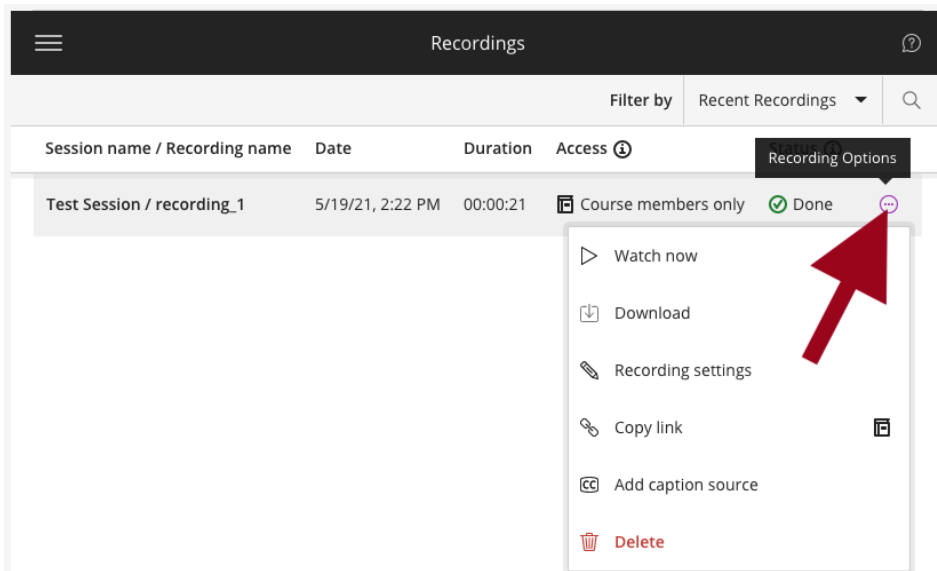 Recordings
Filter by Recent Recordings
Session name / Recording name Date Duration Access Status
Recording Options
Test Session / recording_1 5/19/21, 2:22 PM 00:00:21 Course members only Done
Watch now
Download
Recording settings
Copy link
CC Add caption source
Delete